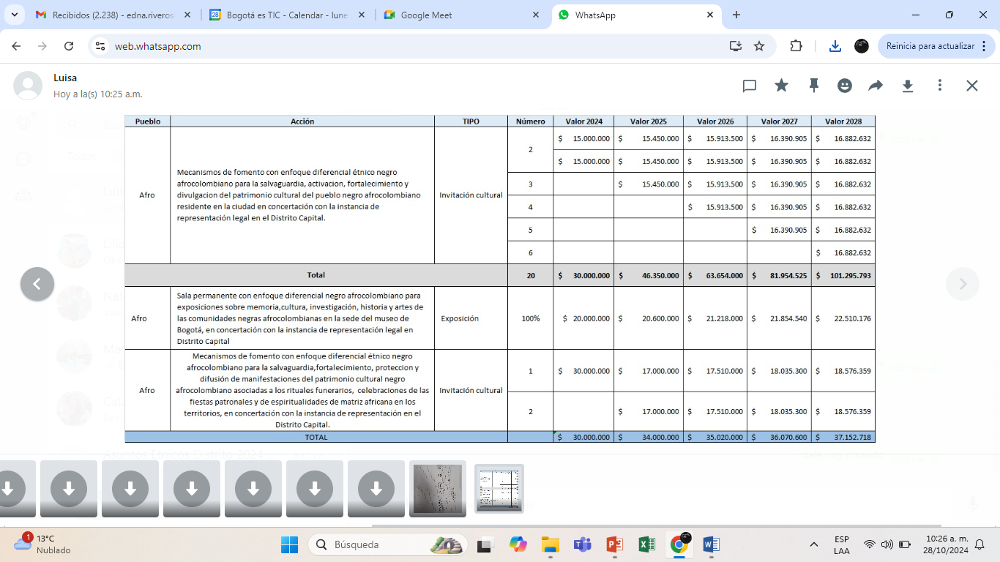 Recibidos (2.238) - edna.riveros
Bogotá es TIC - Calendar - lune
Google Meet
WhatsApp
web.whatsapp.com
Reinicia para actualizar
Luisa
Hoy a la(s) 10:25 a.m.
Pueblo Acción TIPO Número Valor 2024 Valor 2025 Valor 2026 Valor 2027 Valor 2028
Afro
Mecanismos de fomento con enfoque diferencial étnico negro
afrocolombiano para la salvaguardia, activacion, fortalecimiento y
divulgacion del patrimonio cultural del pueblo negro afrocolombiano
residente en la ciudad en concertación con la instancia de
representación legal en el Distrito Capital.
Invitación cultural
2 $ 15.000.000 $ 15.450.000 $ 15.913.500 $ 16.390.905 $ 16.882.632
$ 15.000.000 $ 15.450.000 $ 15.913.500 $ 16.390.905 $ 16.882.632
3 $ 15.450.000 $ 15.913.500 $ 16.390.905 $ 16.882.632
4 $ 15.913.500 $ 16.390.905 $ 16.882.632
5 $ 16.390.905 $ 16.882.632
6 $ 16.882.632
Total 20 $ 30.000.000 $ 46.350.000 $ 63.654.000 $ 81.954.525 $ 101.295.793
Afro
Sala permanente con enfoque diferencial negro afrocolombiano para
exposiciones sobre memoria,cultura, investigación, historia y artes de
las comunidades negras afrocolombianas en la sede del museo de
Bogotá, en concertación con la instancia de representación legal en
Distrito Capital
Exposición 100% $ 20.000.000 $ 20.600.000 $ 21.218.000 $ 21.854.540 $ 22.510.176
Afro
Mecanismos de fomento con enfoque diferencial étnico negro
afrocolombiano para la salvaguardia,fortalecimiento, proteccion y
difusión de manifestaciones del patrimonio cultural negro
afrocolombiano asociadas a los rituales funerarios, celebraciones de las
fiestas patronales y de espiritualidades de matriz africana en los
territorios, en concertación con la instancia de representación en el
Distrito Capital.
Invitación cultural
1 $ 30.000.000 $ 17.000.000 $ 17.510.000 $ 18.035.300 $ 18.576.359
2 $ 17.000.000 $ 17.510.000 $ 18.035.300 $ 18.576.359
TOTAL $ 30.000.000 $ 34.000.000 $ 35.020.000 $ 36.070.600 $ 37.152.718
Asuntos Étnicos Distrito 2024
1
13°C
Nublado
Búsqueda
ESP
LAA
10:26 a. m.
28/10/2024